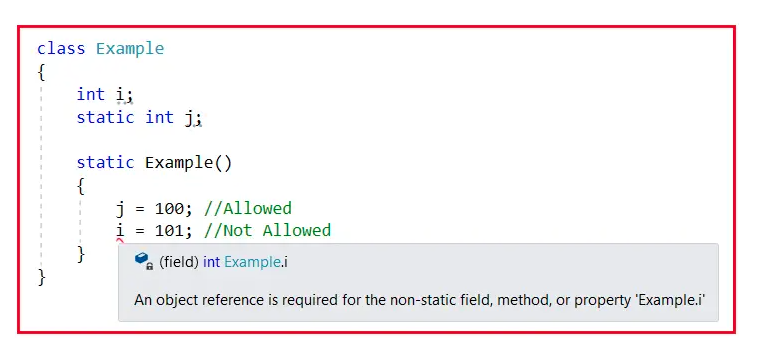 class Example
{
int i;
static int j;
static Example()
{
j = 100; //Allowed
i = 101; //Not Allowed
}
(field) int Example.i
An object reference is required for the non-static field, method, or property 'Example.i'
}